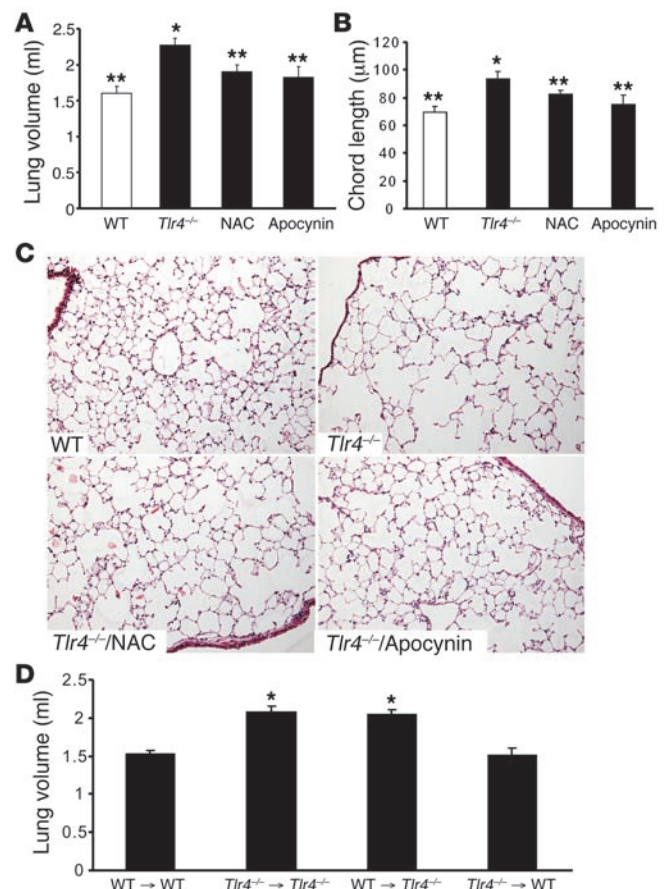 A
Lung volume (ml)
2.5
2
1.5
1
0.5
0
**
*
**
**
WT
Tlr4–/–
NAC
Apocynin
B
Chord length (μm)
120
100
80
60
40
20
0
**
*
**
**
WT
Tlr4–/–
NAC
Apocynin
C
WT
Tlr4–/–
Tlr4–/–/NAC
Tlr4–/–/Apocynin
D
Lung volume (ml)
2.5
2
1.5
1
0.5
0
*
*
WT → WT
Tlr4–/– → Tlr4–/–
WT → Tlr4–/–
Tlr4–/– → WT